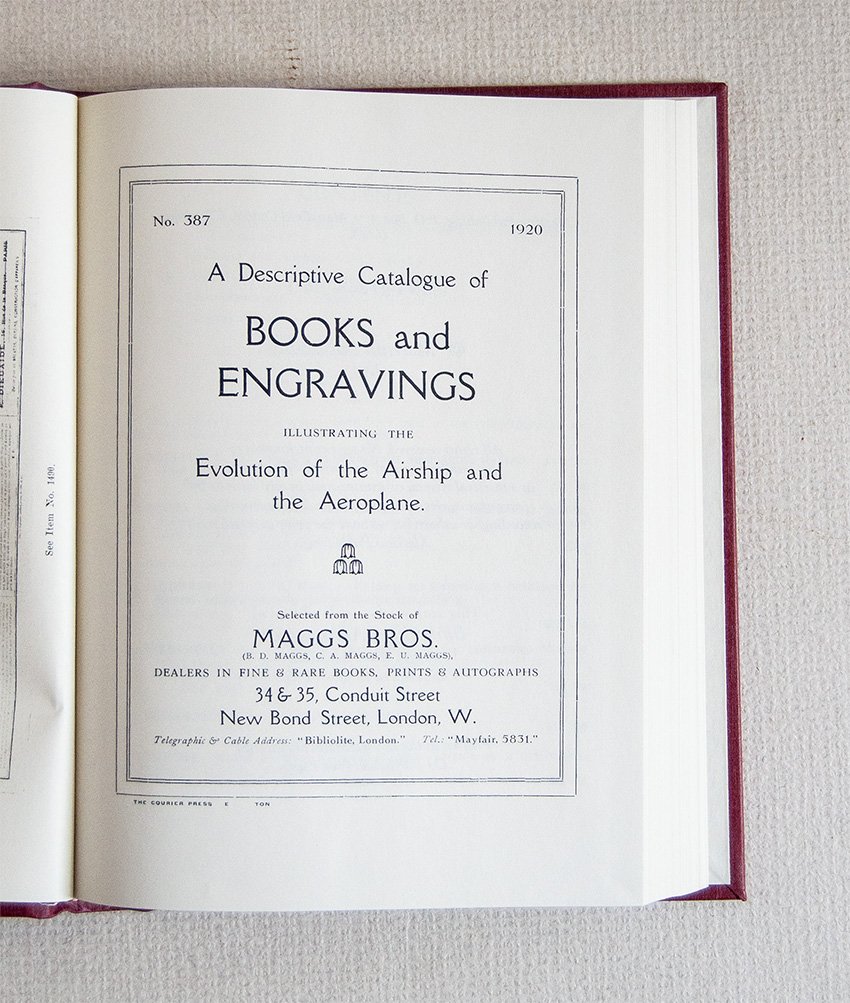 See Item No. 1490.
No. 387
1920
A Descriptive Catalogue of
BOOKS and
ENGRAVINGS
ILLUSTRATING THE
Evolution of the Airship and
the Aeroplane.
Selected from the Stock of
MAGGS BROS.
(B. D. MAGGS, C. A. MAGGS, E. U. MAGGS),
DEALERS IN FINE & RARE BOOKS, PRINTS & AUTOGRAPHS
34 & 35, Conduit Street
New Bond Street, London, W.
Telegraphic & Cable Address: "Bibliolite, London." Tel.: "Mayfair, 5831."
THE COURIER PRESS